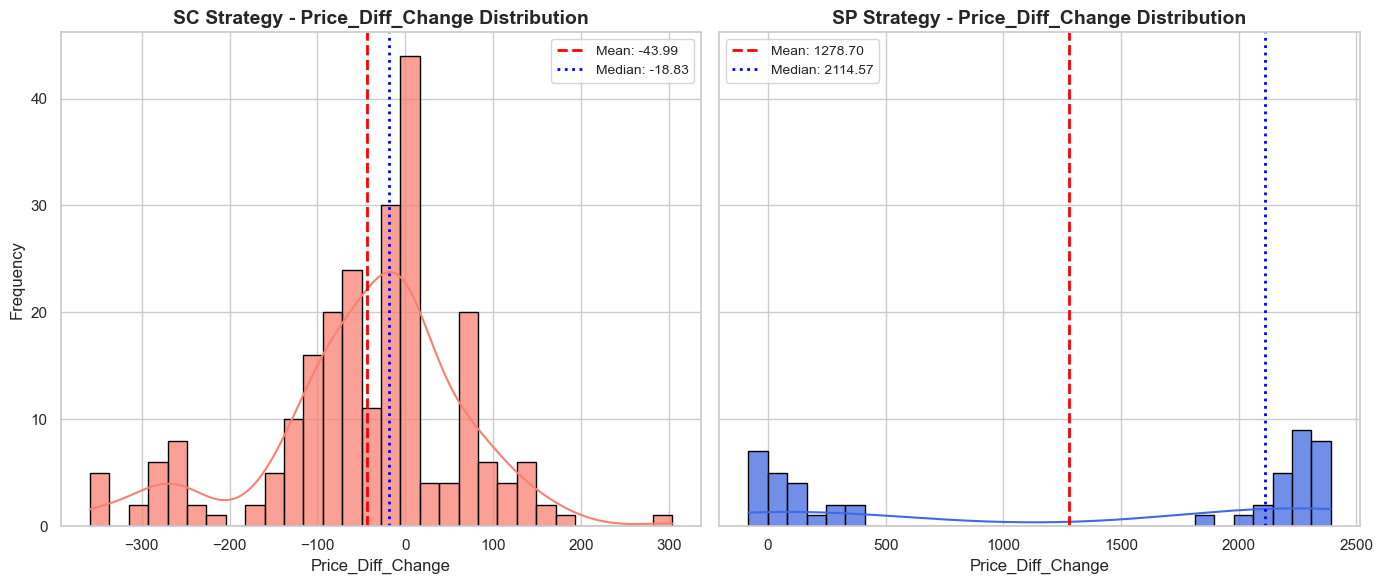 SC Strategy - Price_Diff_Change Distribution
Mean: -43.99
Median: -18.83
Frequency
40
30
20
10
0
−300
−200
−100
0
100
200
300
Price_Diff_Change
SP Strategy - Price_Diff_Change Distribution
Mean: 1278.70
Median: 2114.57
0
500
1000
1500
2000
2500
Price_Diff_Change